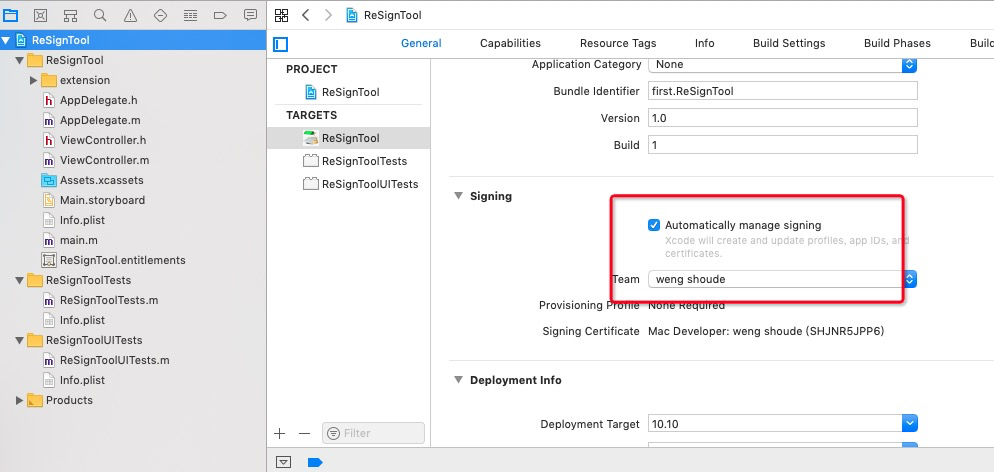 ReSignTool
General
Capabilities
Resource Tags
Info
Build Settings
Build Phases
Build
ReSignTool
ReSignTool
extension
AppDelegate.h
AppDelegate.m
ViewController.h
ViewController.m
Assets.xcassets
Main.storyboard
Info.plist
main.m
ReSignTool.entitlements
ReSignToolTests
ReSignToolTests.m
Info.plist
ReSignToolUITests
ReSignToolUITests.m
Info.plist
Products
PROJECT
ReSignTool
TARGETS
ReSignTool
ReSignToolTests
ReSignToolUITests
Filter
Application Category None
Bundle Identifier first.ReSignTool
Version 1.0
Build 1
Signing
Automatically manage signing
Xcode will create and update profiles, app IDs, and
certificates.
Team weng shoude
Provisioning Profile None Required
Signing Certificate Mac Developer: weng shoude (SHJNR5JPP6)
Deployment Info
Deployment Target 10.10